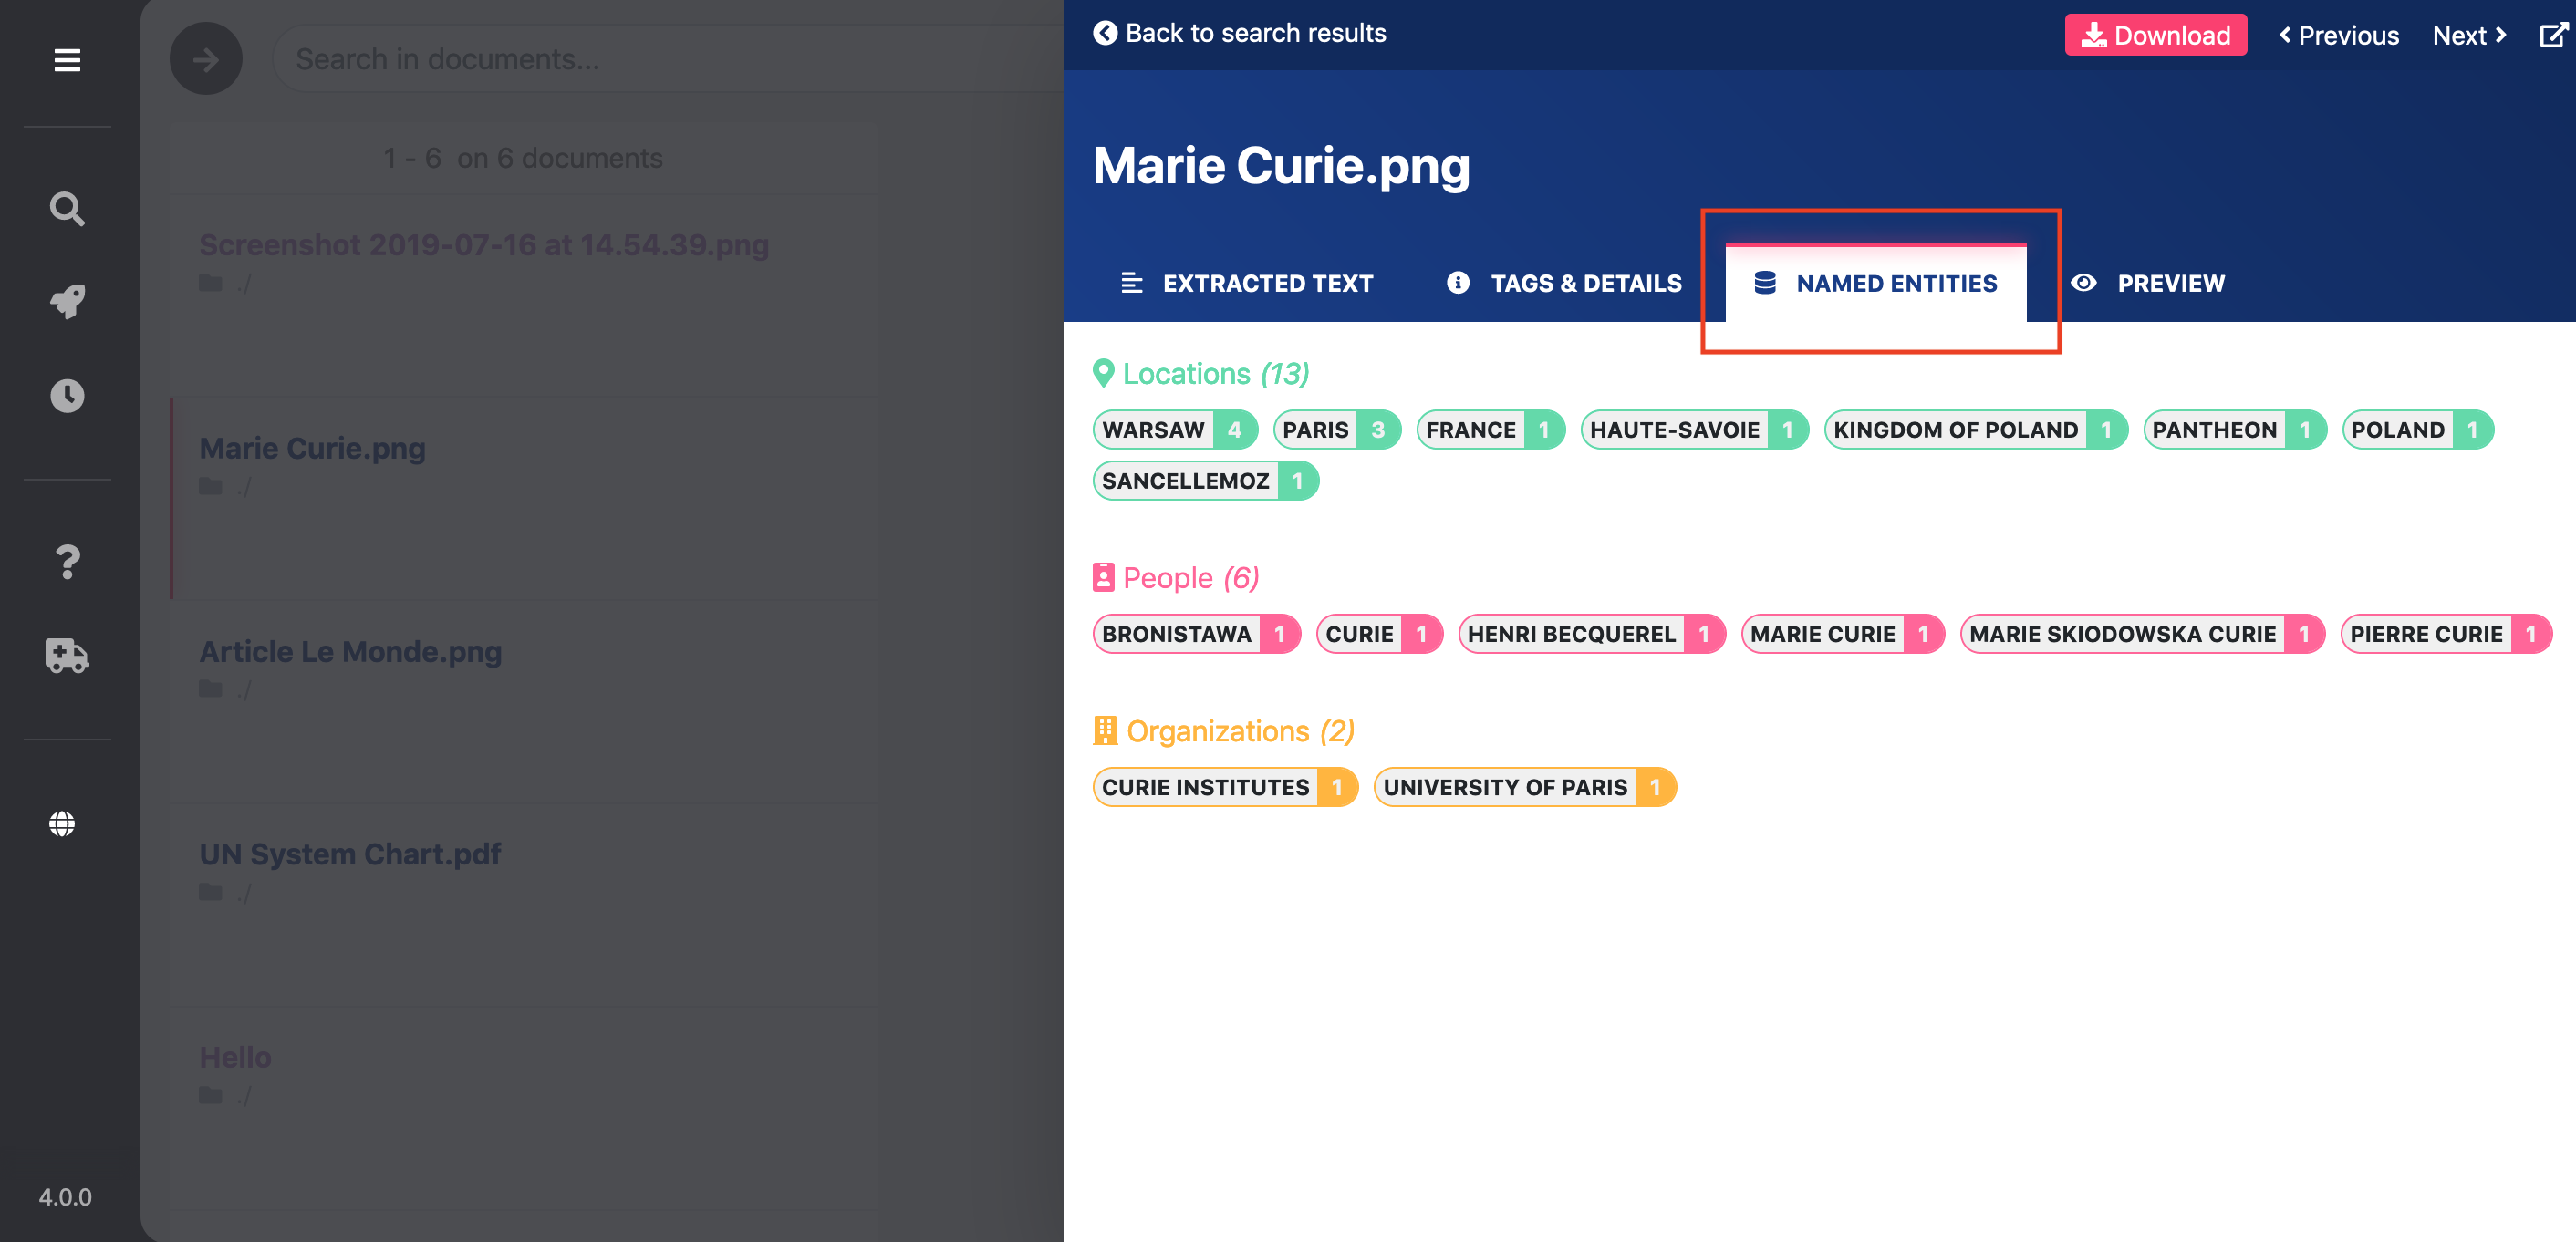 Search in documents...
1 - 6 on 6 documents
Screenshot 2019-07-16 at 14.54.39.png
./
Marie Curie.png
./
Article Le Monde.png
./
UN System Chart.pdf
./
Hello
./
4.0.0
Back to search results
Download Previous Next
Marie Curie.png
EXTRACTED TEXT TAGS & DETAILS NAMED ENTITIES PREVIEW
Locations (13)
WARSAW 4 PARIS 3 FRANCE 1 HAUTE-SAVOIE 1 KINGDOM OF POLAND 1 PANTHEON 1 POLAND 1
SANCELLEMOZ 1
People (6)
BRONISTAWA 1 CURIE 1 HENRI BECQUEREL 1 MARIE CURIE 1 MARIE SKIODOWSKA CURIE 1 PIERRE CURIE 1
Organizations (2)
CURIE INSTITUTES 1 UNIVERSITY OF PARIS 1